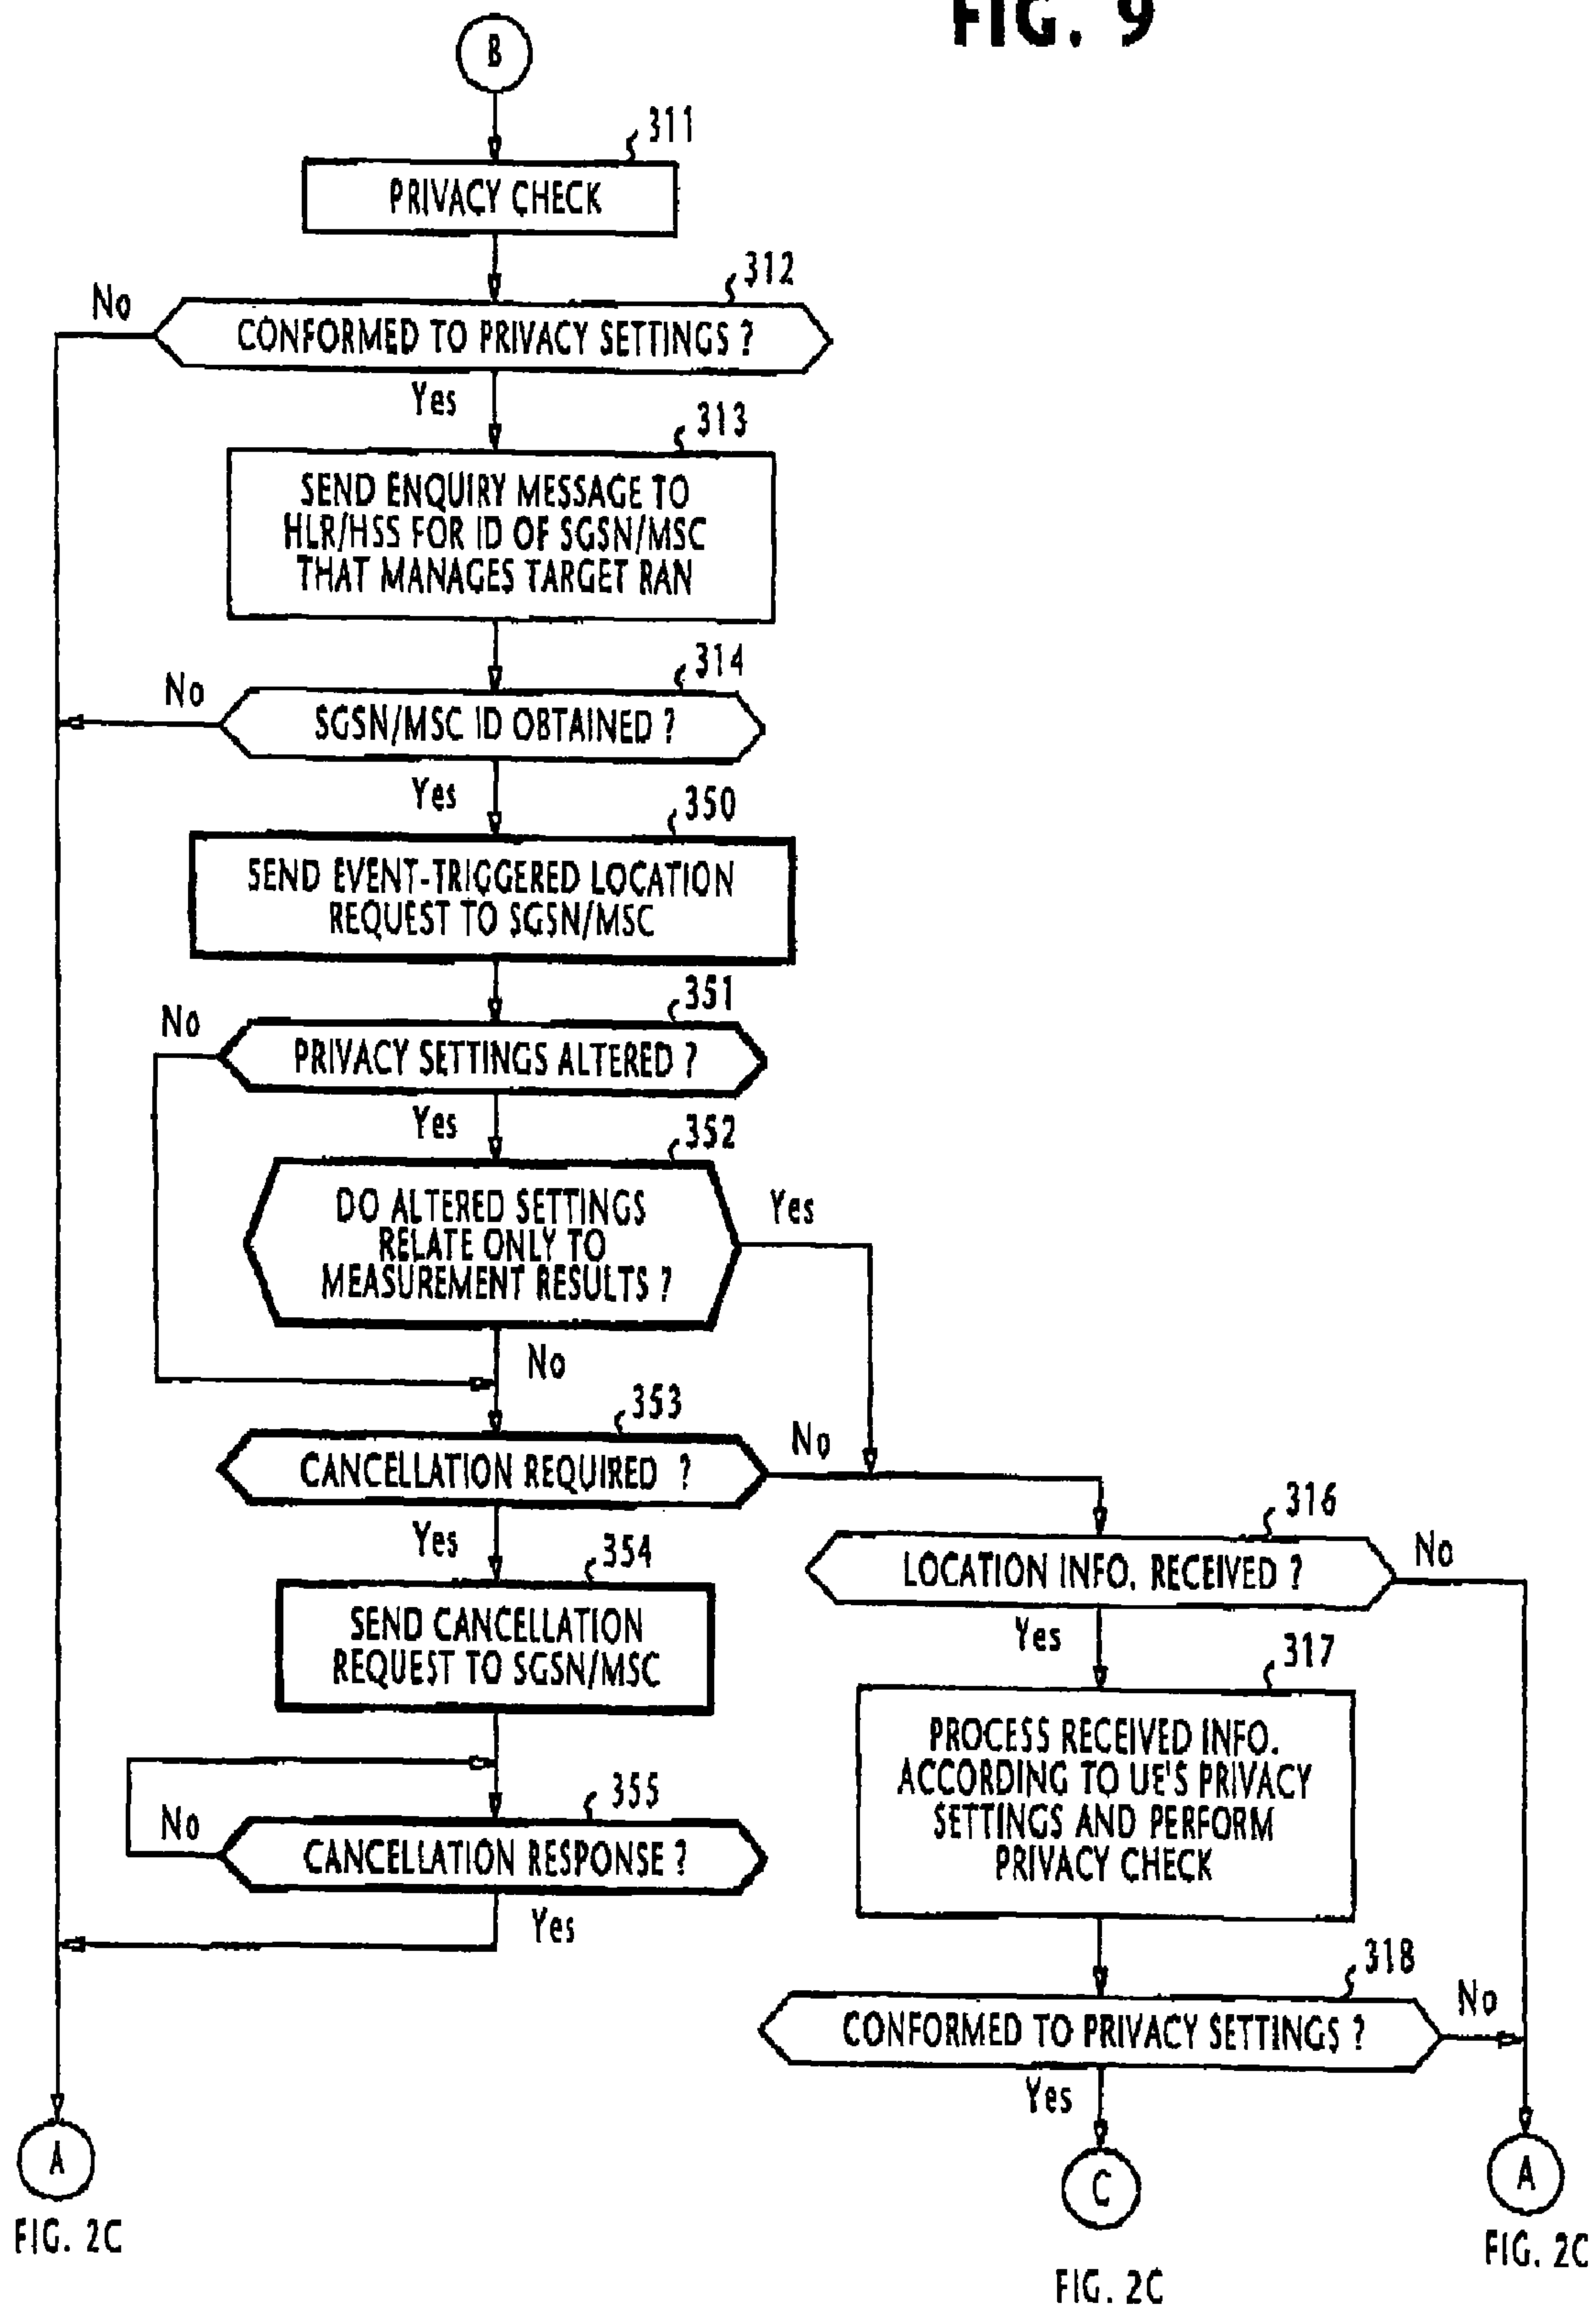 FIG. 9
B
311
PRIVACY CHECK
312
No
CONFORMED TO PRIVACY SETTINGS ?
Yes
313
SEND ENQUIRY MESSAGE TO
HLR/HSS FOR ID OF SGSN/MSC
THAT MANAGES TARGET RAN
314
No
SGSN/MSC ID OBTAINED ?
Yes
350
SEND EVENT-TRIGGERED LOCATION
REQUEST TO SGSN/MSC
351
No
PRIVACY SETTINGS ALTERED ?
Yes
352
DO ALTERED SETTINGS
RELATE ONLY TO
MEASUREMENT RESULTS ?
Yes
No
353
CANCELLATION REQUIRED ?
No
Yes
354
SEND CANCELLATION
REQUEST TO SGSN/MSC
355
No
CANCELLATION RESPONSE ?
Yes
316
LOCATION INFO. RECEIVED ?
No
Yes
317
PROCESS RECEIVED INFO.
ACCORDING TO UE'S PRIVACY
SETTINGS AND PERFORM
PRIVACY CHECK
318
CONFORMED TO PRIVACY SETTINGS ?
No
Yes
A
FIG. 2C
C
FIG. 2C
A
FIG. 2C